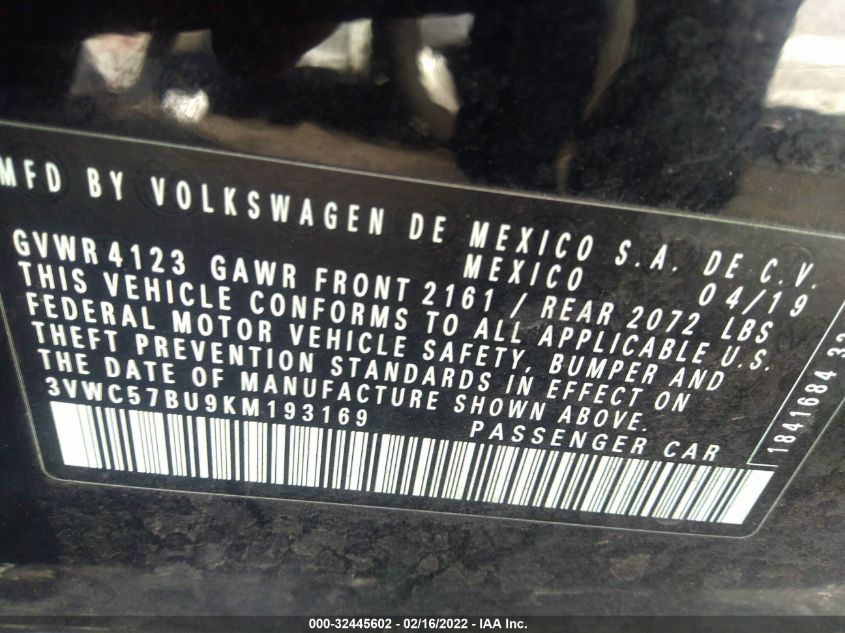 MFD BY VOLKSWAGEN DE MEXICO S.A. DE C.V.
MEXICO 04/19
GVWR 4123 GAWR FRONT 2161 / REAR 2072 LBS
THIS VEHICLE CONFORMS TO ALL APPLICABLE U.S.
FEDERAL MOTOR VEHICLE SAFETY, BUMPER AND
THEFT PREVENTION STANDARDS IN EFFECT ON
THE DATE OF MANUFACTURE SHOWN ABOVE.
3VWC57BU9KM193169 PASSENGER CAR
1841684
000-32445602 - 02/16/2022 - IAA Inc.